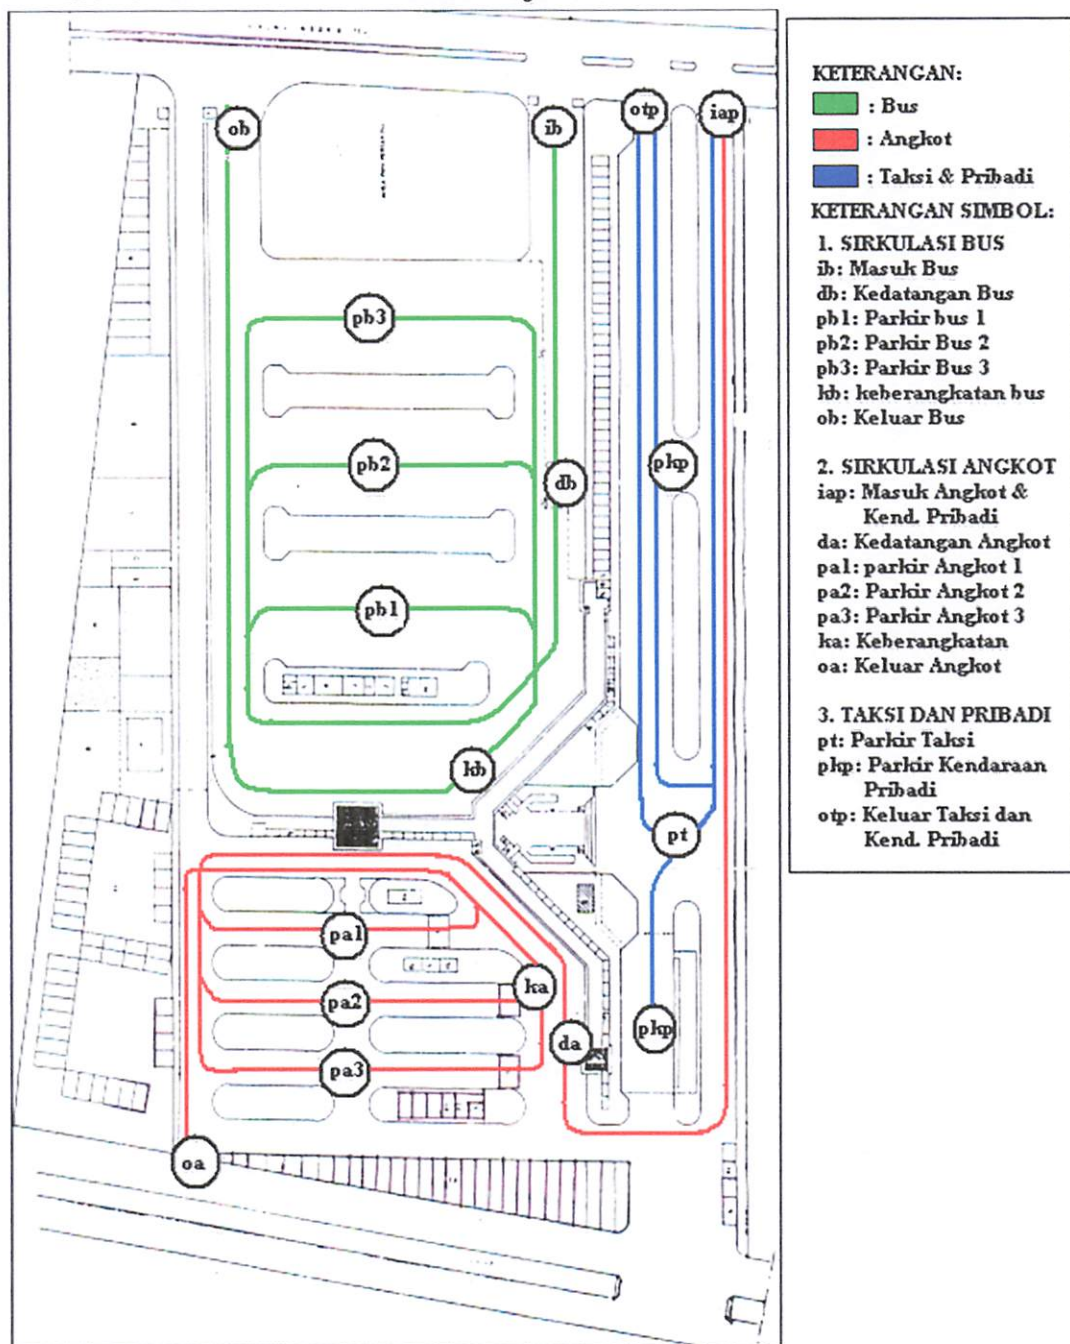 ob
ib
otp
iap
pb3
pb2
pkp
db
pb1
kb
pt
pa1
ka
pa2
da
pkp
pa3
oa
KETERANGAN:
: Bus
: Angkot
: Taksi & Pribadi
KETERANGAN SIMBOL:
1. SIRKULASI BUS
ib: Masuk Bus
db: Kedatangan Bus
pb1: Parkir bus 1
pb2: Parkir Bus 2
pb3: Parkir Bus 3
kb: keberangkatan bus
ob: Keluar Bus
2. SIRKULASI ANGKOT
iap: Masuk Angkot &
Kend. Pribadi
da: Kedatangan Angkot
pa1: parkir Angkot 1
pa2: Parkir Angkot 2
pa3: Parkir Angkot 3
ka: Keberangkatan
oa: Keluar Angkot
3. TAKSI DAN PRIBADI
pt: Parkir Taksi
pkp: Parkir Kendaraan
Pribadi
otp: Keluar Taksi dan
Kend. Pribadi